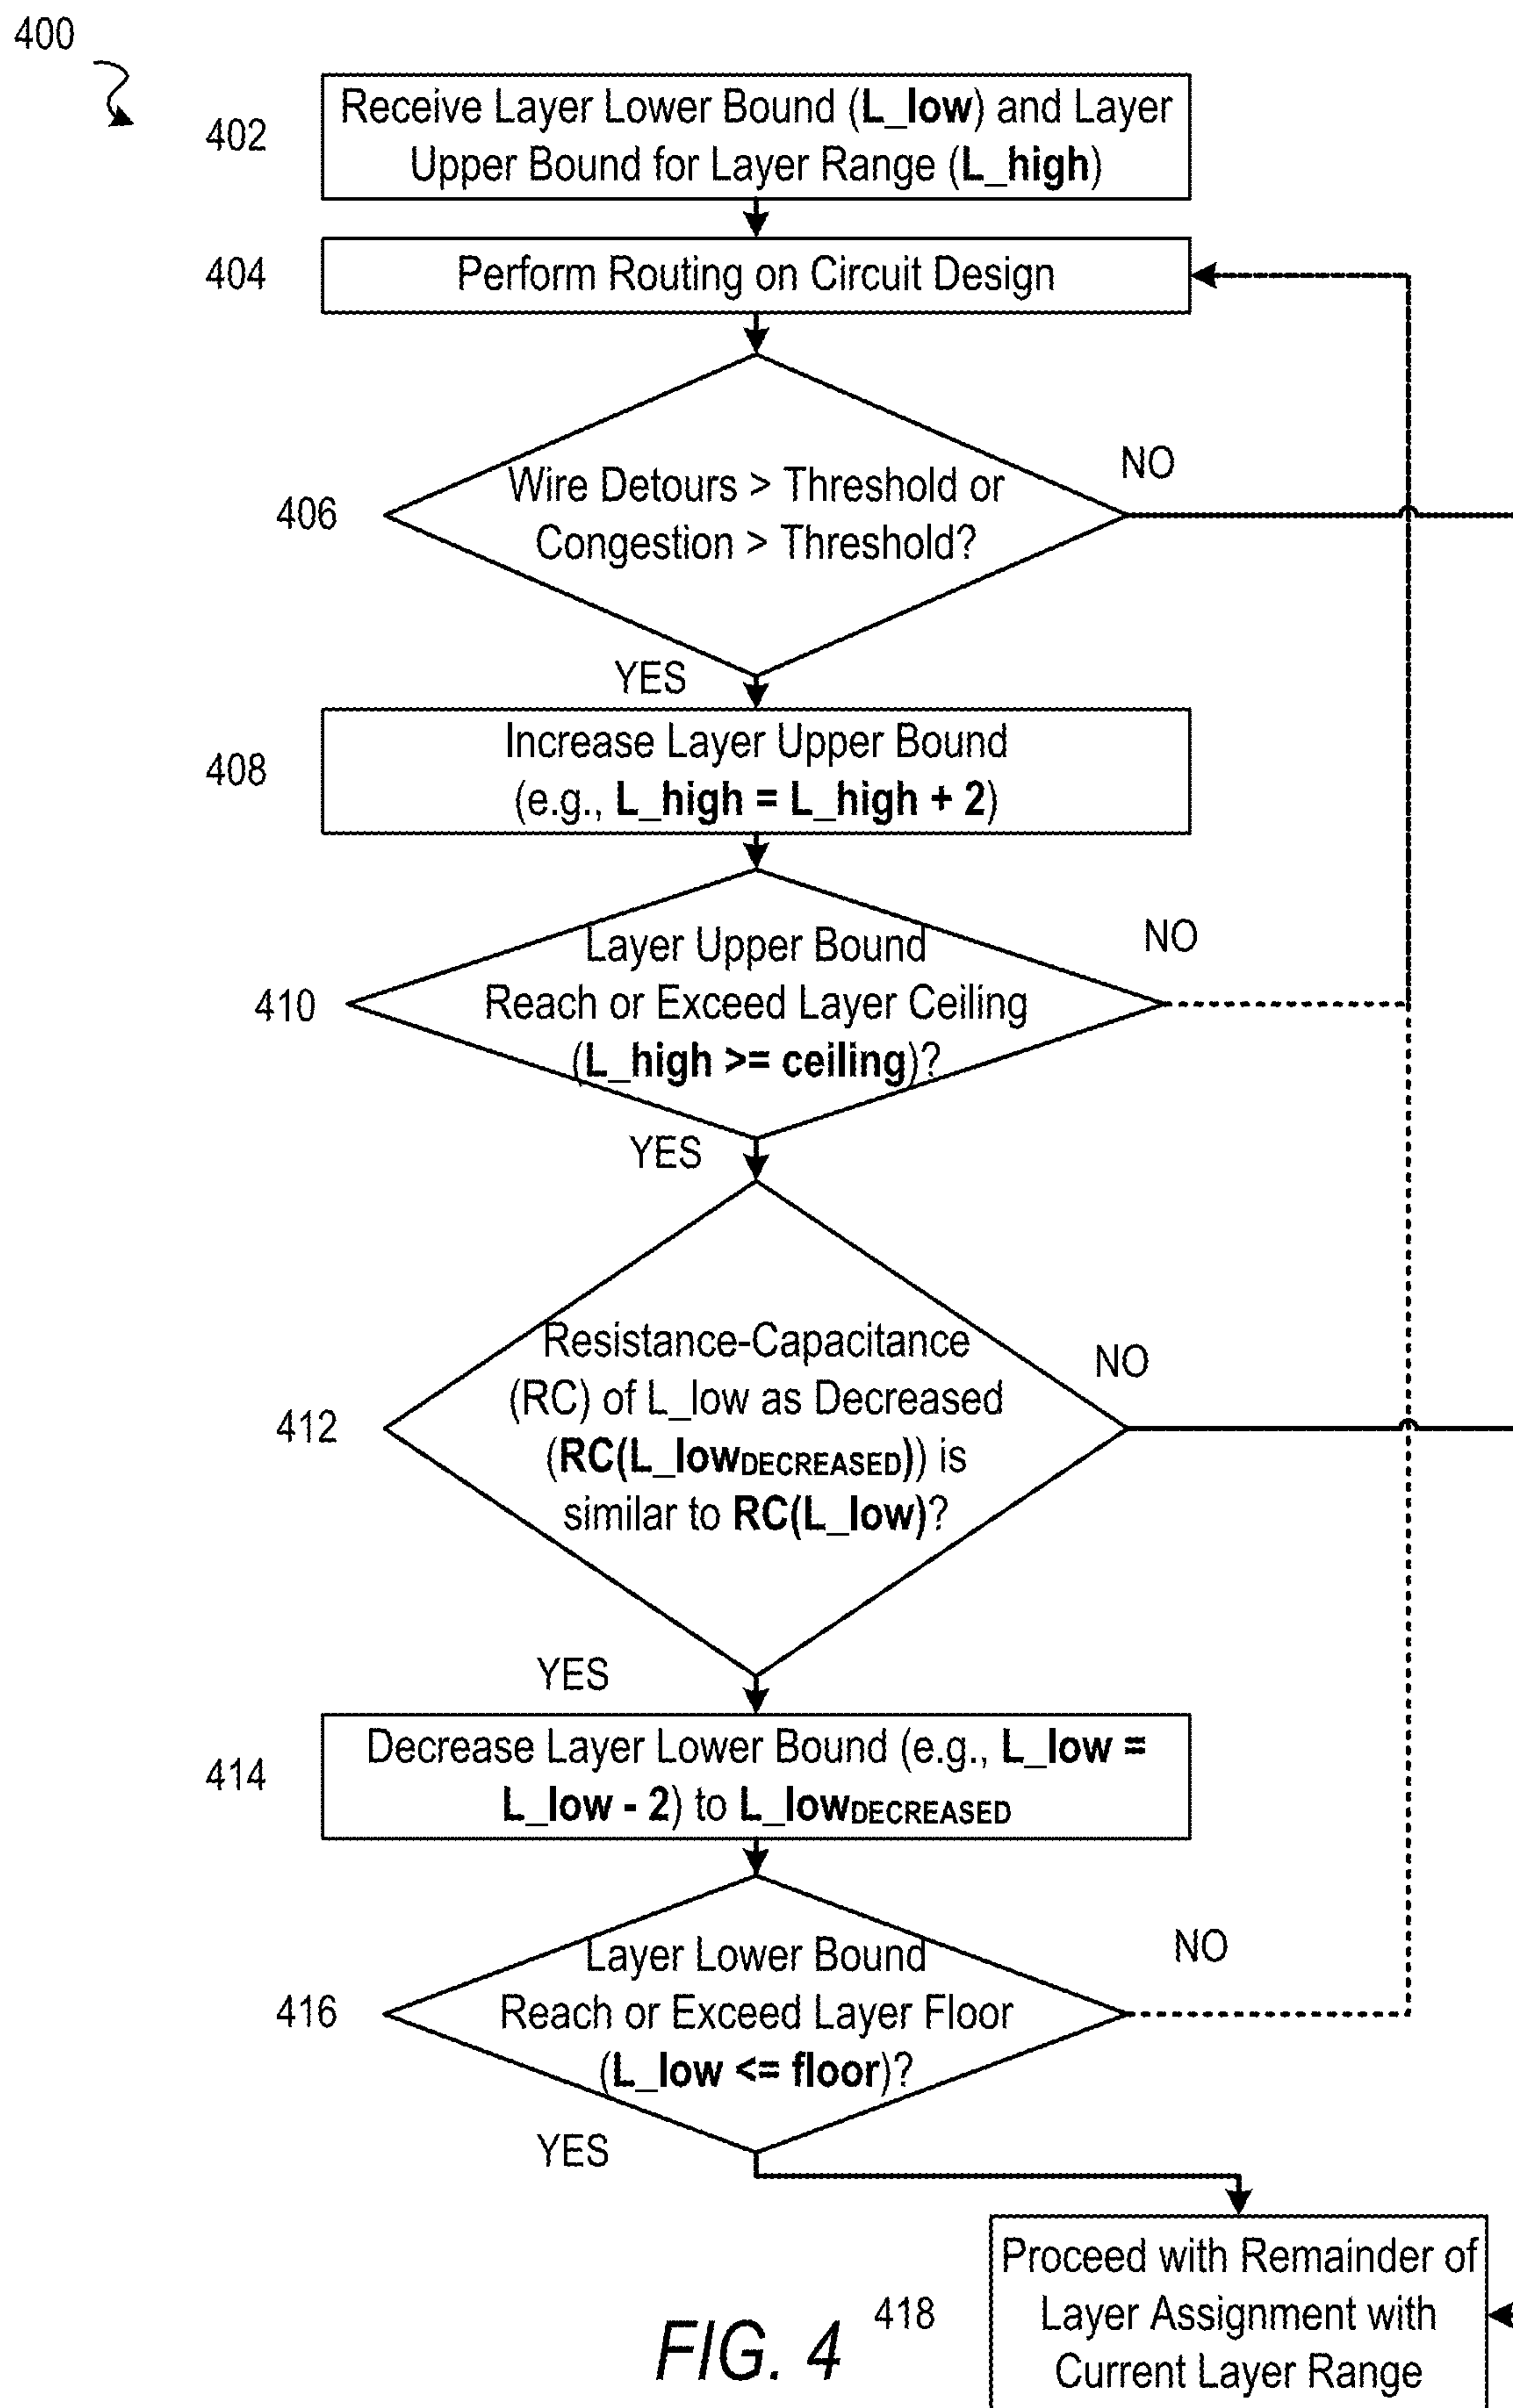 400
402
Receive Layer Lower Bound (L_low) and Layer
Upper Bound for Layer Range (L_high)
404
Perform Routing on Circuit Design
406
Wire Detours > Threshold or
Congestion > Threshold?
NO
YES
408
Increase Layer Upper Bound
(e.g., L_high = L_high + 2)
410
Layer Upper Bound
Reach or Exceed Layer Ceiling
(L_high >= ceiling)?
NO
YES
412
Resistance-Capacitance
(RC) of L_low as Decreased
(RC(L_lowDECREASED)) is
similar to RC(L_low)?
NO
YES
414
Decrease Layer Lower Bound (e.g., L_low =
L_low - 2) to L_lowDECREASED
416
Layer Lower Bound
Reach or Exceed Layer Floor
(L_low <= floor)?
NO
YES
418
Proceed with Remainder of
Layer Assignment with
Current Layer Range
FIG. 4